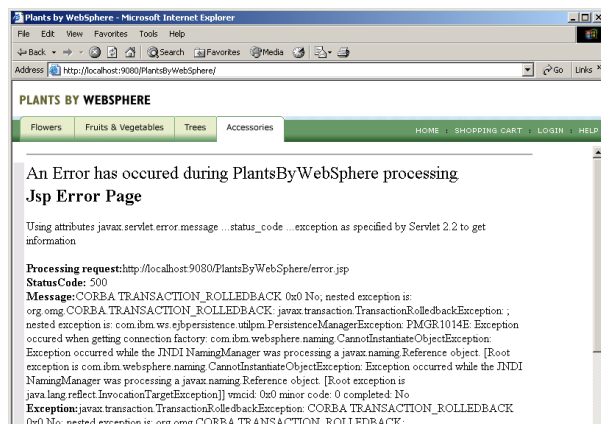 Plants by WebSphere - Microsoft Internet Explorer
File Edit View Favorites Tools Help
Back Search Favorites Media
Address http://localhost:9080/PlantsByWebSphere/ Go Links
PLANTS BY WEBSPHERE
Flowers Fruits & Vegetables Trees Accessories HOME : SHOPPING CART : LOGIN : HELP
An Error has occured during PlantsByWebSphere processing.
Jsp Error Page
Using attributes javax.servlet.error.message ...status_code ...exception as specified by Servlet 2.2 to get
information
Processing request:http://localhost:9080/PlantsByWebSphere/error.jsp
StatusCode: 500
Message:CORBA TRANSACTION_ROLLEDBACK 0x0 No; nested exception is:
org.omg.CORBA.TRANSACTION_ROLLEDBACK: javax.transaction.TransactionRolledbackException: ;
nested exception is: com.ibm.ws.ejbpersistence.utilpm.PersistenceManagerException: PMGR1014E: Exception
occured when getting connection factory: com.ibm.websphere.naming.CannotInstantiateObjectException:
Exception occurred while the JNDI NamingManager was processing a javax.naming.Reference object. [Root
exception is com.ibm.websphere.naming.CannotInstantiateObjectException: Exception occurred while the JNDI
NamingManager was processing a javax.naming.Reference object. [Root exception is
java.lang.reflect.InvocationTargetException]] vmcid: 0x0 minor code: 0 completed: No
Exception:javax.transaction.TransactionRolledbackException: CORBA TRANSACTION_ROLLEDBACK
0x0 No; nested exception is: org.omg.CORBA.TRANSACTION_ROLLEDBACK: